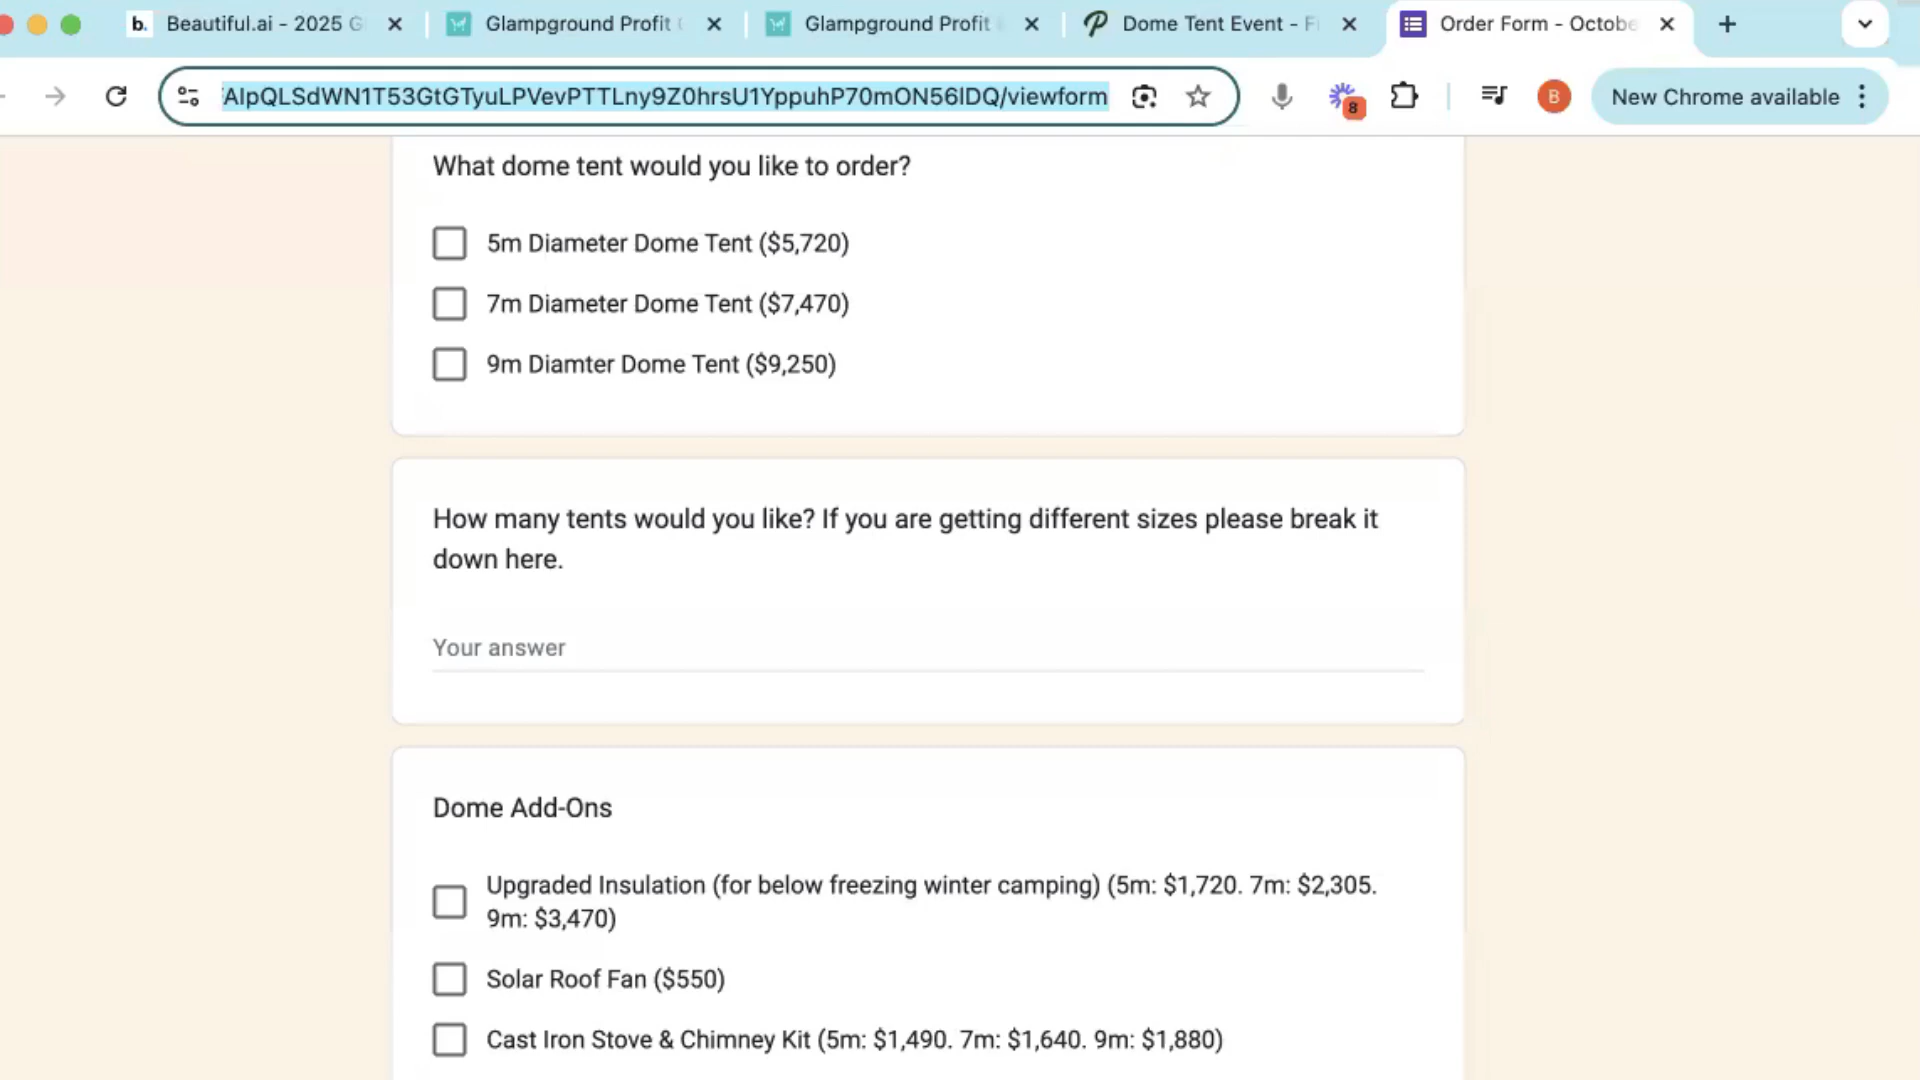 b. Beautiful.ai - 2025 G
Glampground Profit
Glampground Profit
Dome Tent Event - F
Order Form - Octobe
AIpQLSdWN1T53GtGTyuLPVevPTTLny9Z0hrsU1YppuhP70mON56lDQ/viewform
8
B
New Chrome available
What dome tent would you like to order?
5m Diameter Dome Tent ($5,720)
7m Diameter Dome Tent ($7,470)
9m Diamter Dome Tent ($9,250)
How many tents would you like? If you are getting different sizes please break it
down here.
Your answer
Dome Add-Ons
Upgraded Insulation (for below freezing winter camping) (5m: $1,720. 7m: $2,305.
9m: $3,470)
Solar Roof Fan ($550)
Cast Iron Stove & Chimney Kit (5m: $1,490. 7m: $1,640. 9m: $1,880)